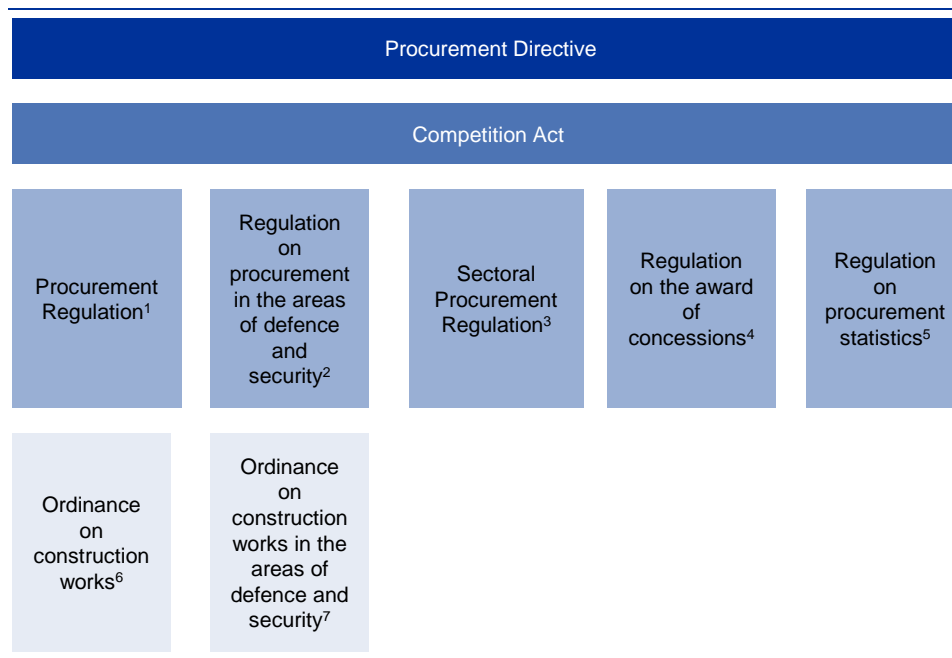 Procurement Directive
Competition Act
Procurement
Regulation¹
Regulation
on
procurement
in the areas
of defence
and
security²
Sectoral
Procurement
Regulation³
Regulation
on the award
of
concessions⁴
Regulation
on
procurement
statistics⁵
Ordinance
on
construction
works⁶
Ordinance
on
construction
works in the
areas of
defence and
security⁷